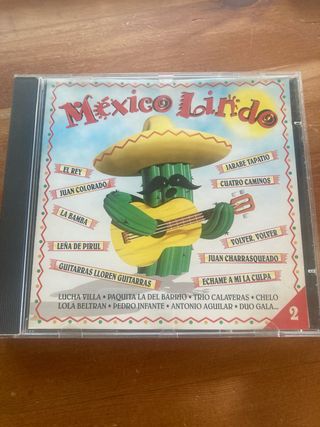 México Lindo
EL REY
JUAN COLORADO
LA BAMBA
LEÑA DE PIRUL
GUITARRAS LLOREN GUITARRAS
JARABE TAPATIO
CUATRO CAMINOS
VOLVER, VOLVER
JUAN CHARRASQUEADO
ECHAME A MI LA CULPA
LUCHA VILLA • PAQUITA LA DEL BARRIO • TRIO CALAVERAS • CHELO
LOLA BELTRAN • PEDRO INFANTE • ANTONIO AGUILAR • DUO GALA...
2